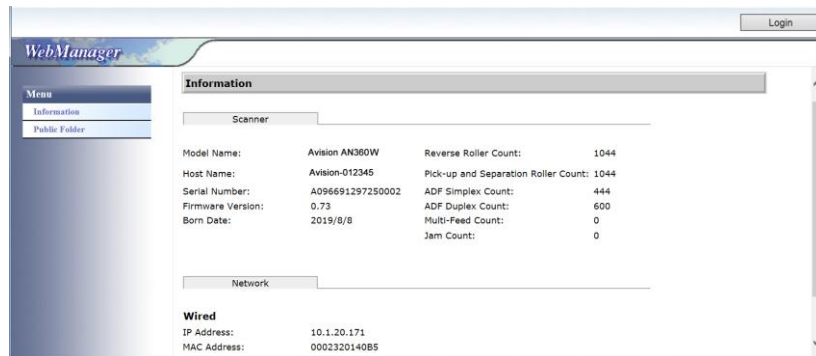 Login
WebManager
Menu
Information
Public Folder
Information
Scanner
Model Name: Avision AN360W Reverse Roller Count: 1044
Host Name: Avision-012345 Pick-up and Separation Roller Count: 1044
Serial Number: A096691297250002 ADF Simplex Count: 444
Firmware Version: 0.73 ADF Duplex Count: 600
Born Date: 2019/8/8 Multi-Feed Count: 0
Jam Count: 0
Network
Wired
IP Address: 10.1.20.171
MAC Address: 0002320140B5